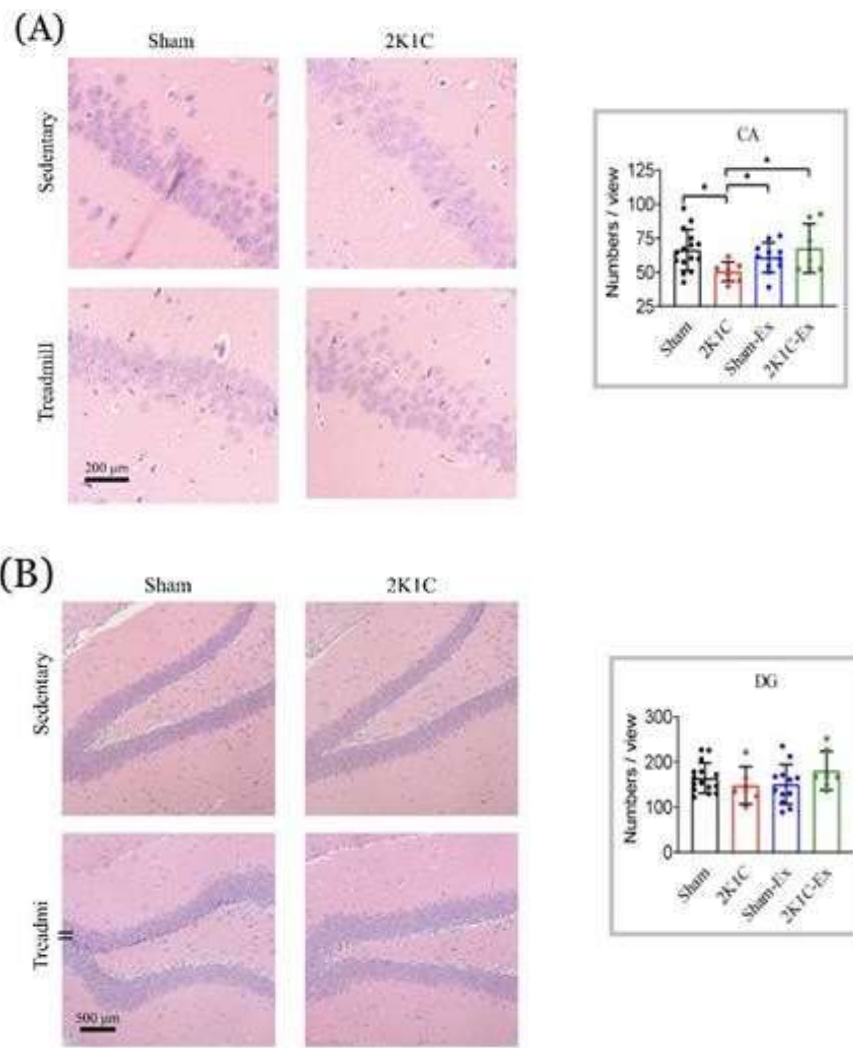 (A)
Sham 2K1C
Sedentary
Treadmill
200 μm
CA
Numbers / view
125
100
75
50
25
Sham 2K1C Sham-Ex 2K1C-Ex
(B)
Sham 2K1C
Sedentary
Treadmi
500 μm
DG
Numbers / view
300
200
100
0
Sham 2K1C Sham-Ex 2K1C-Ex